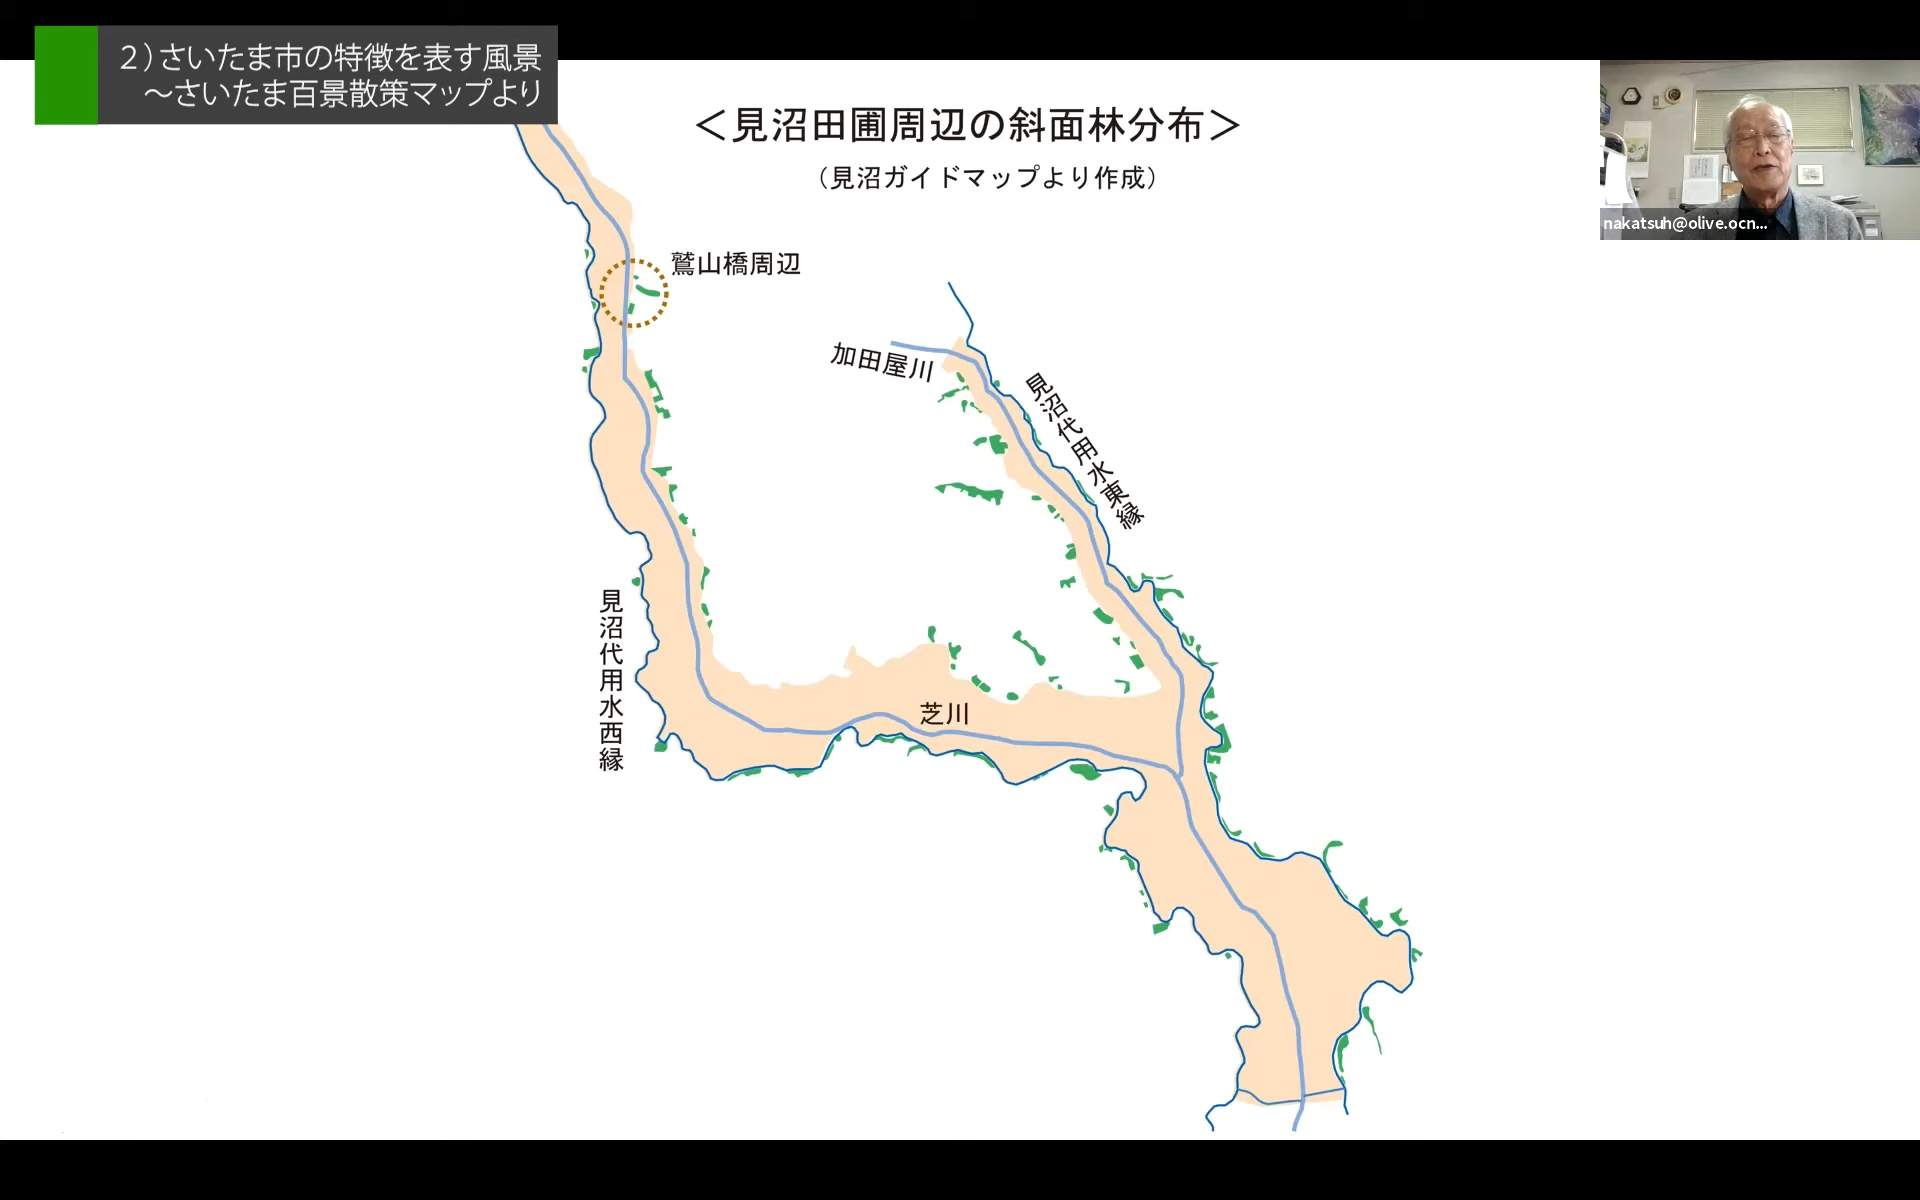 2）さいたま市の特徴を表す風景
～さいたま百景散策マップより
＜見沼田圃周辺の斜面林分布＞
（見沼ガイドマップより作成）
nakatsuh@olive.ocn...
鷲山橋周辺
加田屋川
見沼代用水東縁
見沼代用水西縁
芝川